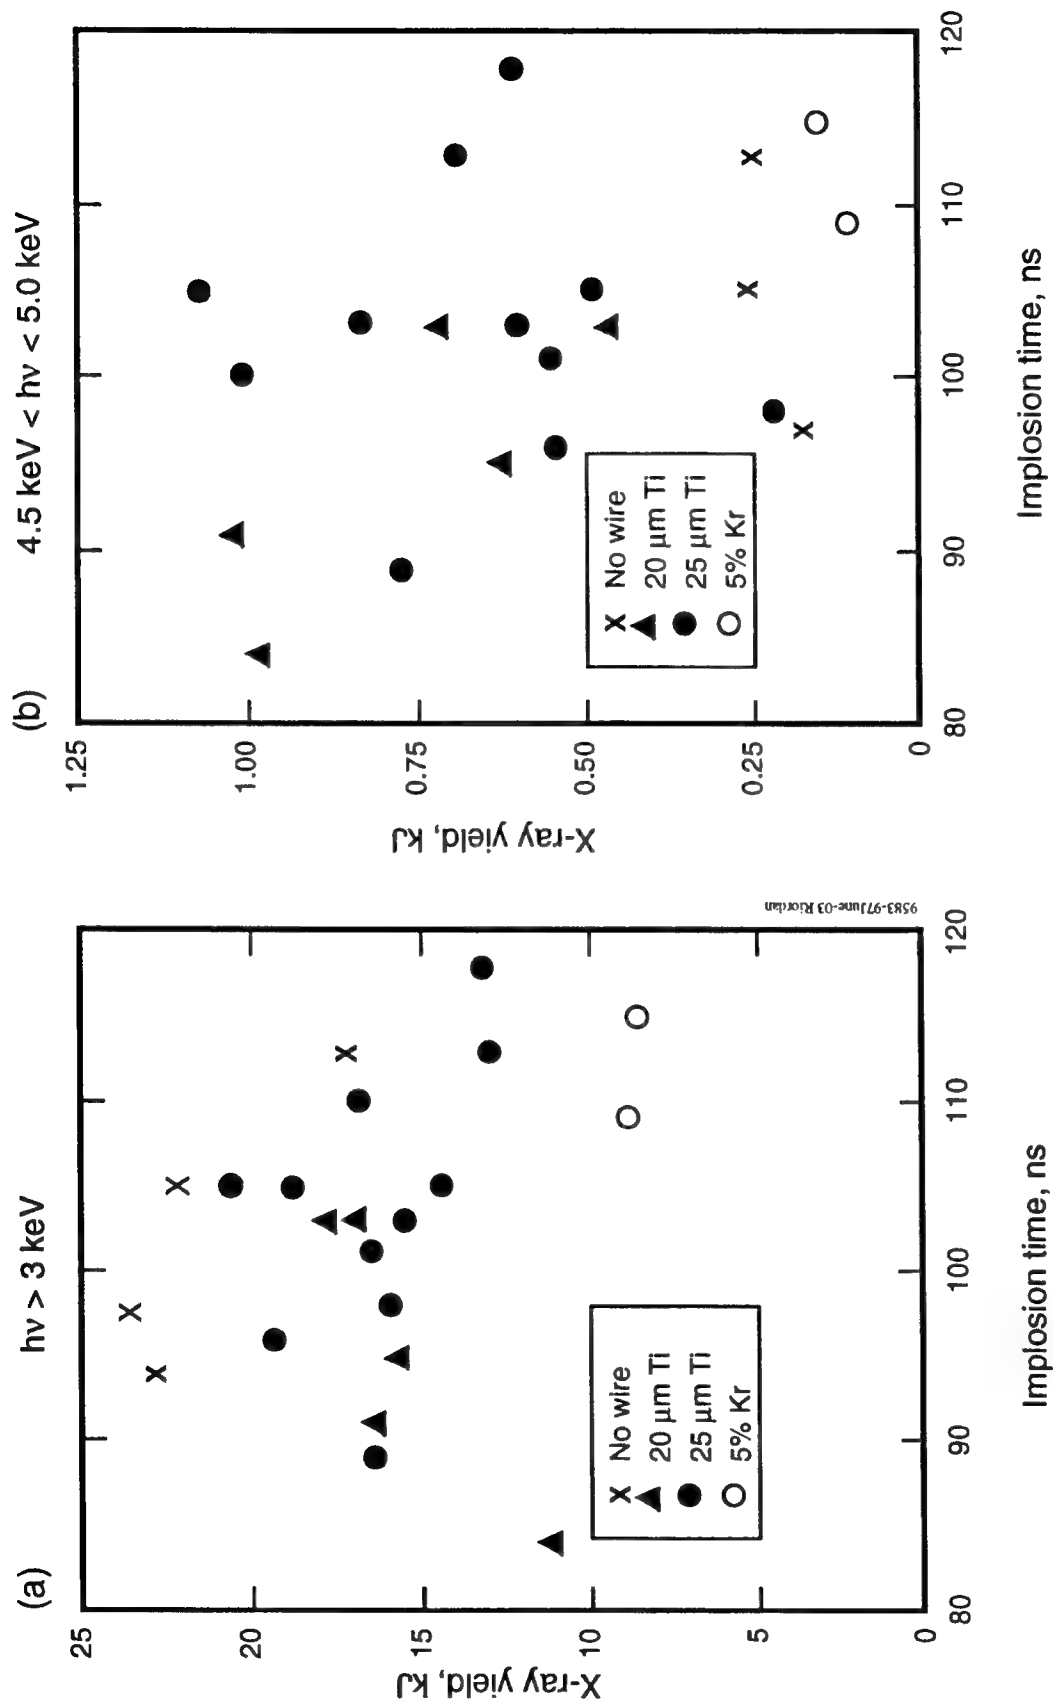 (a)
hν > 3 keV
25
20
15
10
5
0
X-ray yield, kJ
80
90
100
110
120
Implosion time, ns
x No wire
▲ 20 µm Ti
● 25 µm Ti
○ 5% Kr
9583-97June-03 Riordan
(b)
4.5 keV < hν < 5.0 keV
1.25
1.00
0.75
0.50
0.25
0
X-ray yield, kJ
80
90
100
110
120
Implosion time, ns
x No wire
▲ 20 µm Ti
● 25 µm Ti
○ 5% Kr